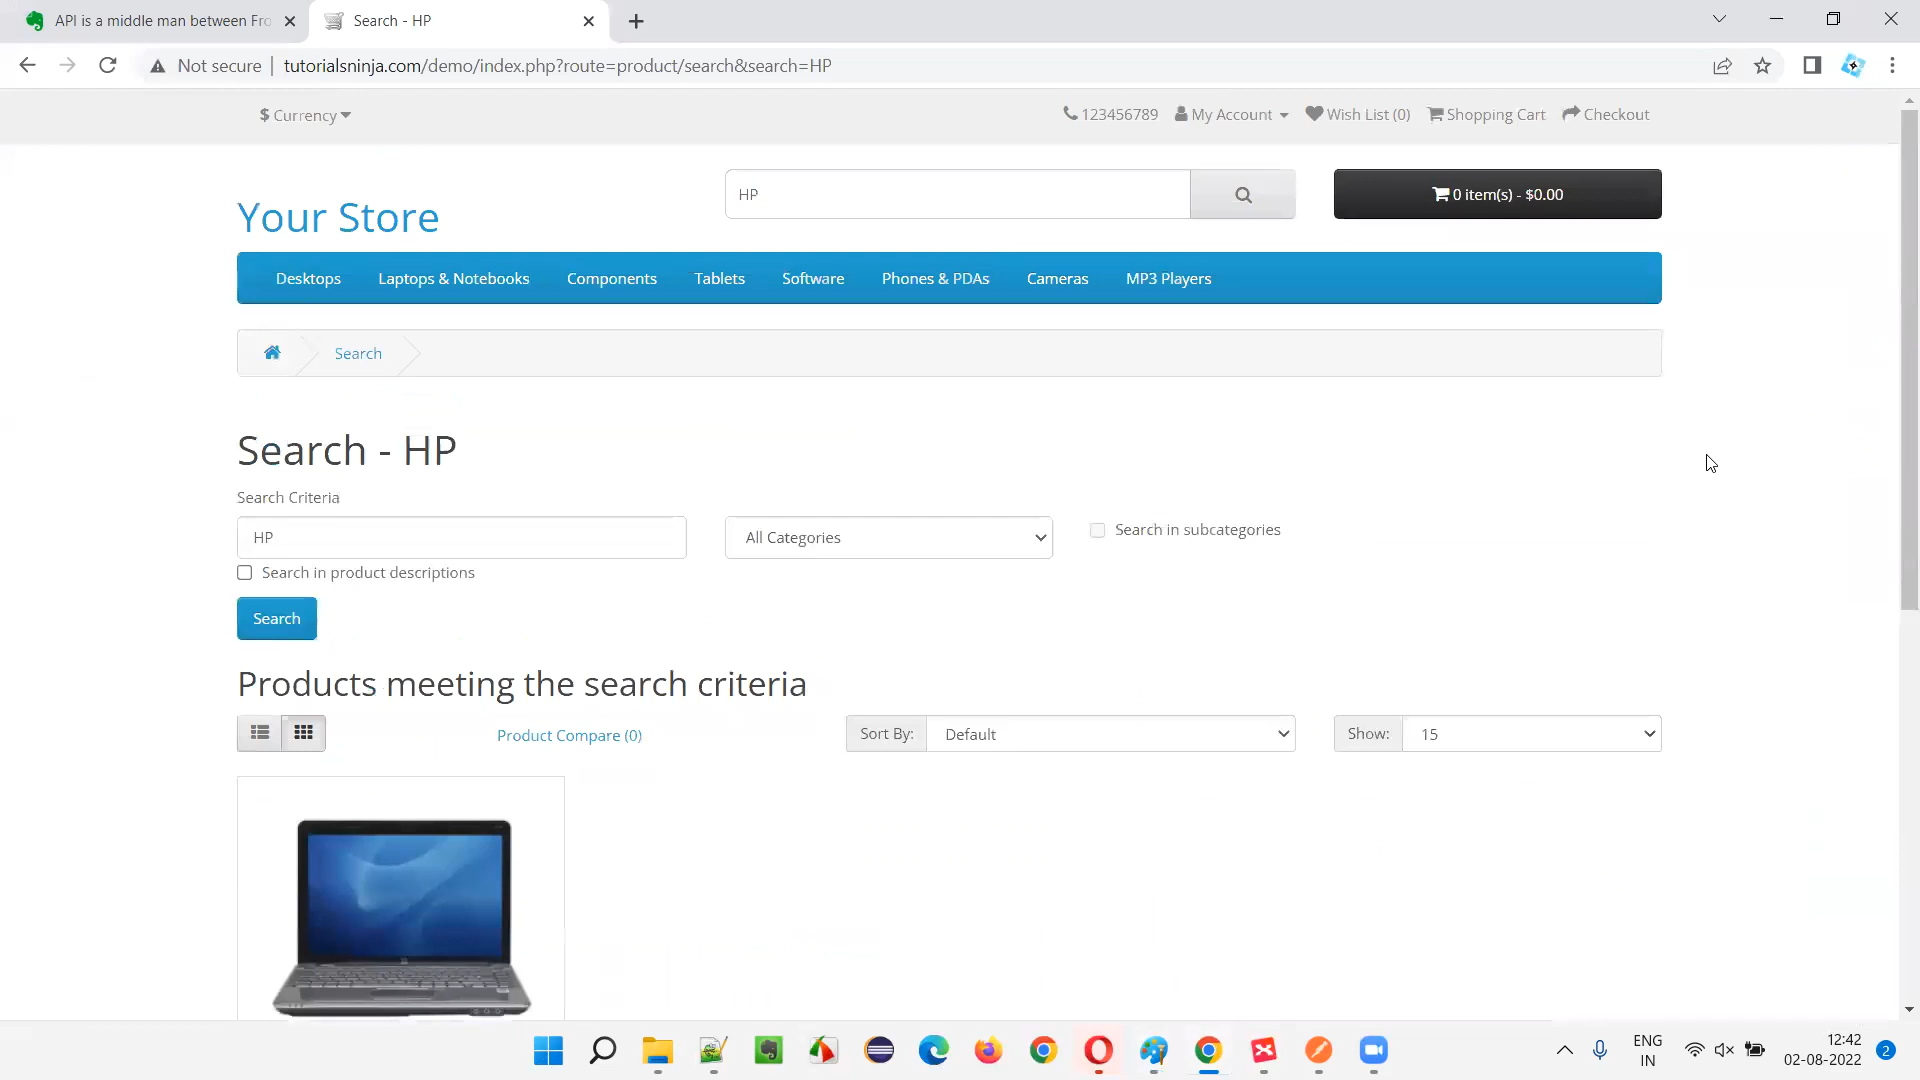 API is a middle man between Fro
Search - HP
Not secure
tutorialsninja.com/demo/index.php?route=product/search&search=HP
$ Currency
123456789
My Account
Wish List (0)
Shopping Cart
Checkout
Your Store
HP
0 item(s) - $0.00
Desktops
Laptops & Notebooks
Components
Tablets
Software
Phones & PDAs
Cameras
MP3 Players
Search
Search - HP
Search Criteria
HP
All Categories
Search in subcategories
Search in product descriptions
Search
Products meeting the search criteria
Product Compare (0)
Sort By:
Default
Show:
15
ENG
IN
12:42
02-08-2022
2